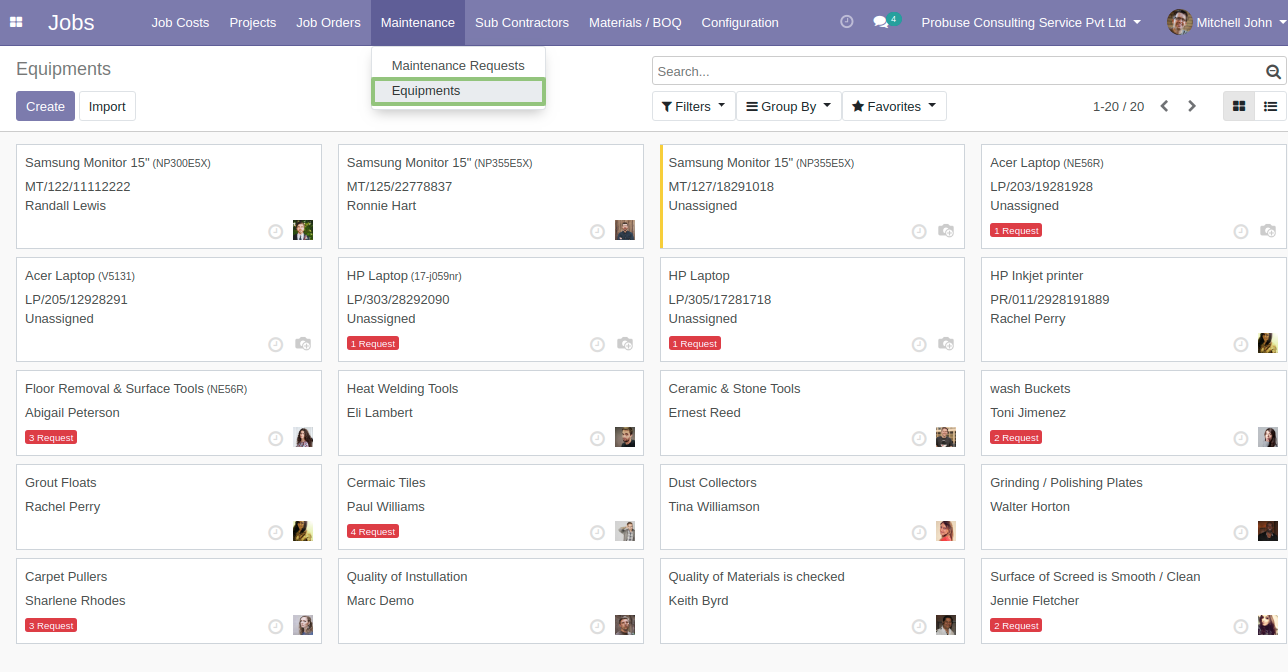 Jobs Job Costs Projects Job Orders Maintenance Sub Contractors Materials / BOQ Configuration 4 Probuse Consulting Service Pvt Ltd Mitchell John
Maintenance Requests
Equipments
Equipments
Search...
Create Import
Filters Group By Favorites 1-20 / 20
Samsung Monitor 15" (NP300E5X)
MT/122/11112222
Randall Lewis
Samsung Monitor 15" (NP355E5X)
MT/125/22778837
Ronnie Hart
Samsung Monitor 15" (NP355E5X)
MT/127/18291018
Unassigned
Acer Laptop (NE56R)
LP/203/19281928
Unassigned
1 Request
Acer Laptop (V5131)
LP/205/12928291
Unassigned
HP Laptop (17-j059nr)
LP/303/28292090
Unassigned
1 Request
HP Laptop
LP/305/17281718
Unassigned
1 Request
HP Inkjet printer
PR/011/2928191889
Rachel Perry
Floor Removal & Surface Tools (NE56R)
Abigail Peterson
3 Request
Heat Welding Tools
Eli Lambert
Ceramic & Stone Tools
Ernest Reed
wash Buckets
Toni Jimenez
2 Request
Grout Floats
Rachel Perry
Cermaic Tiles
Paul Williams
4 Request
Dust Collectors
Tina Williamson
Grinding / Polishing Plates
Walter Horton
Carpet Pullers
Sharlene Rhodes
3 Request
Quality of Instullation
Marc Demo
Quality of Materials is checked
Keith Byrd
Surface of Screed is Smooth / Clean
Jennie Fletcher
2 Request